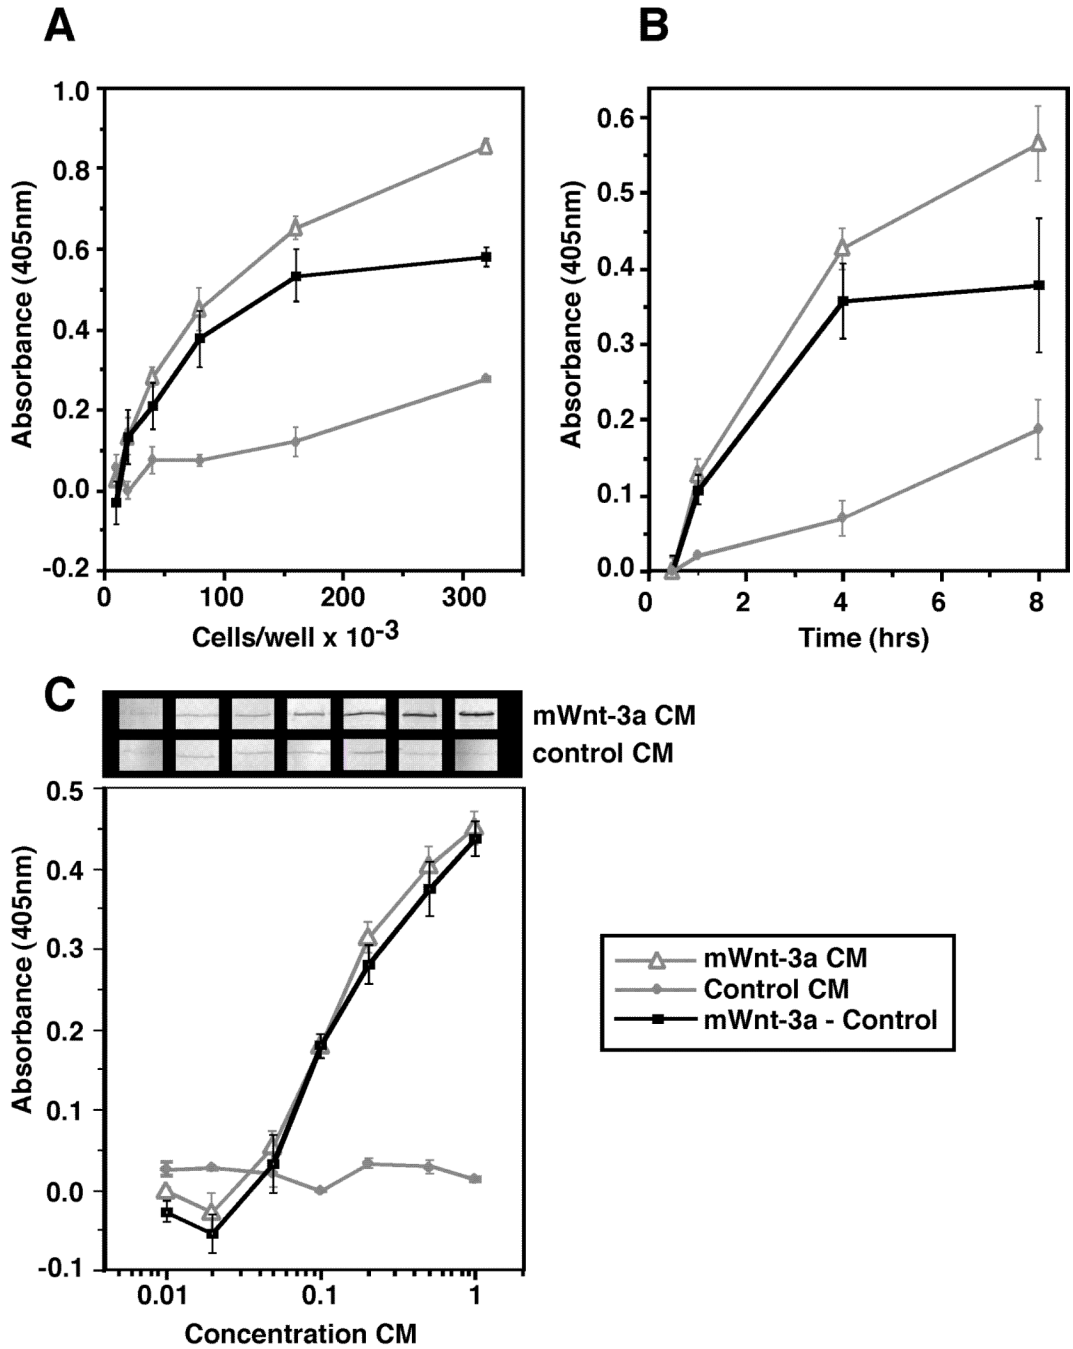 A
1.0
0.8
0.6
0.4
0.2
0.0
-0.2
Absorbance (405nm)
0
100
200
300
Cells/well x 10-3
B
0.6
0.5
0.4
0.3
0.2
0.1
0.0
Absorbance (405nm)
0
2
4
6
8
Time (hrs)
C
mWnt-3a CM
control CM
0.5
0.4
0.3
0.2
0.1
0.0
-0.1
Absorbance (405nm)
0.01
0.1
1
Concentration CM
mWnt-3a CM
Control CM
mWnt-3a - Control